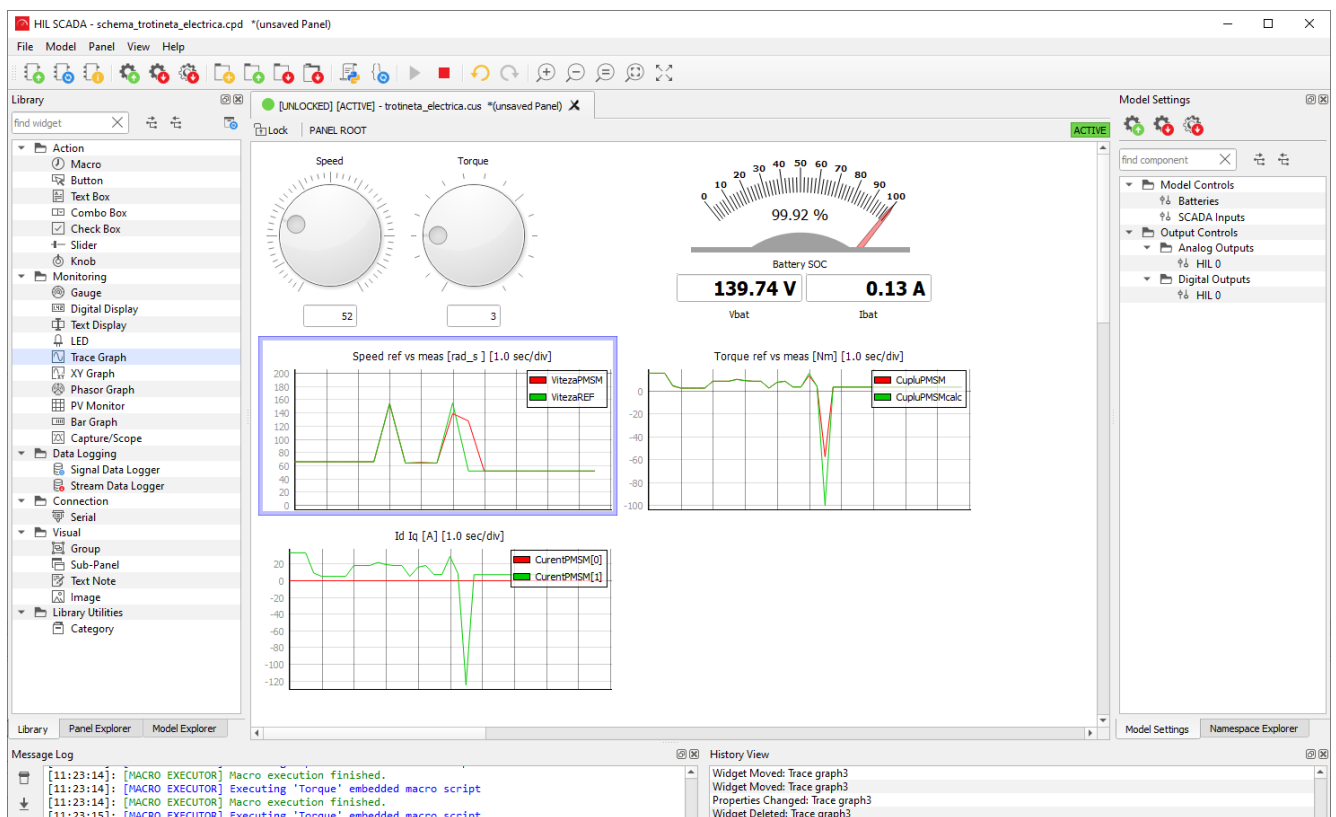 HIL SCADA - schema_trotineta_electrica.cpd *(unsaved Panel)
File Model Panel View Help
Library
find widget
Action
Macro
Button
Text Box
Combo Box
Check Box
Slider
Knob
Monitoring
Gauge
Digital Display
Text Display
LED
Trace Graph
XY Graph
Phasor Graph
PV Monitor
Bar Graph
Capture/Scope
Data Logging
Signal Data Logger
Stream Data Logger
Connection
Serial
Visual
Group
Sub-Panel
Text Note
Image
Library Utilities
Category
Library Panel Explorer Model Explorer
[UNLOCKED] [ACTIVE] - trotineta_electrica.cus *(unsaved Panel)
Lock PANEL ROOT ACTIVE
Speed
52
Torque
3
0 10 20 30 40 50 60 70 80 90 100
99.92 %
Battery SOC
139.74 V 0.13 A
Vbat Ibat
Speed ref vs meas [rad_s ] [1.0 sec/div]
VitezaPMSM
VitezaREF
200
180
160
140
120
100
80
60
40
20
0
Torque ref vs meas [Nm] [1.0 sec/div]
CupluPMSM
CupluPMSMcalc
0
-20
-40
-60
-80
-100
Id Iq [A] [1.0 sec/div]
CurentPMSM[0]
CurentPMSM[1]
20
0
-20
-40
-60
-80
-100
-120
Model Settings
find component
Model Controls
Batteries
SCADA Inputs
Output Controls
Analog Outputs
HIL 0
Digital Outputs
HIL 0
Model Settings Namespace Explorer
Message Log
[11:23:14]: [MACRO EXECUTOR] Macro execution finished.
[11:23:14]: [MACRO EXECUTOR] Executing 'Torque' embedded macro script
[11:23:14]: [MACRO EXECUTOR] Macro execution finished.
[11:23:15]: [MACRO EXECUTOR] Executing 'Torque' embedded macro script
History View
Widget Moved: Trace graph3
Widget Moved: Trace graph3
Properties Changed: Trace graph3
Widget Deleted: Trace graph3